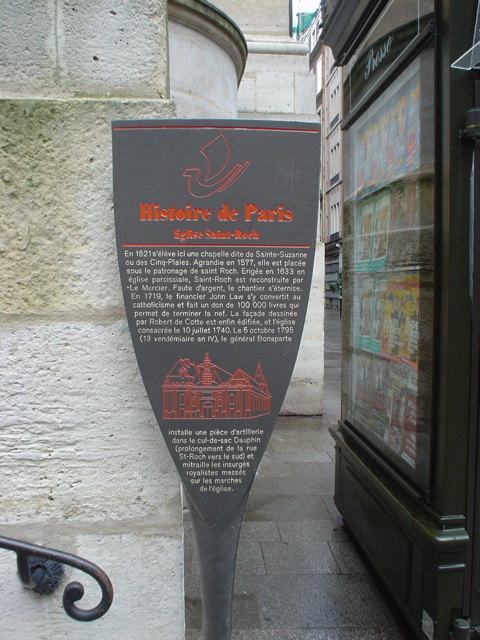 Histoire de Paris
Eglise Saint-Roch
En 1521 s'élève ici une chapelle dite de Sainte-Suzanne
ou des Cinq-Plaies. Agrandie en 1577, elle est placée
sous le patronage de saint Roch. Erigée en 1633 en
église paroissiale, Saint-Roch est reconstruite par
Le Mercier. Faute d'argent, le chantier s'éternise.
En 1719, le financier John Law s'y convertit au
catholicisme et fait un don de 100 000 livres qui
permet de terminer la nef. La façade dessinée
par Robert de Cotte est enfin édifiée, et l'église
consacrée le 10 juillet 1740. Le 5 octobre 1795
(13 vendémiaire an IV), le général Bonaparte
installe une pièce d'artillerie
dans le cul-de-sac Dauphin
(prolongement de la rue
St-Roch vers le sud) et
mitraille les insurgés
royalistes massés
sur les marches
de l'église.
Presse